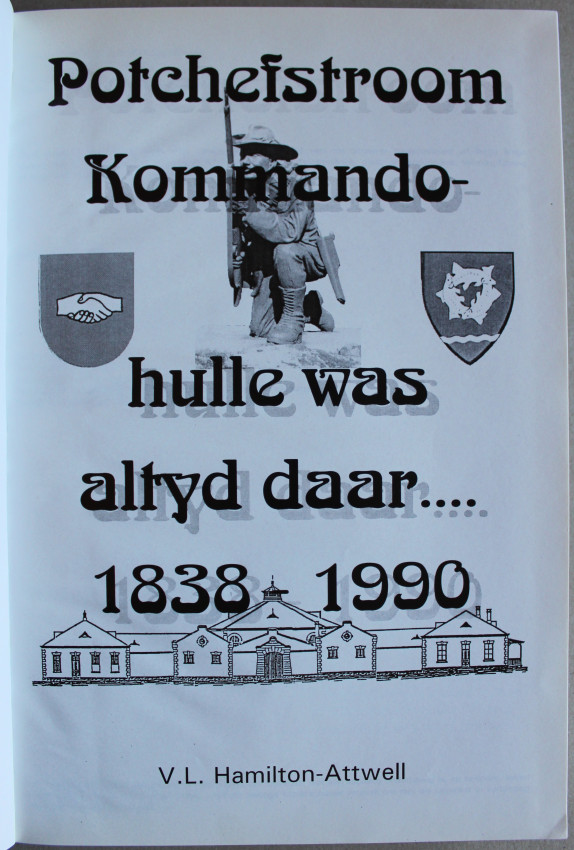 Potchefstroom
Kommando-
hulle was
altyd daar....
1838 - 1990
V.L. Hamilton-Attwell